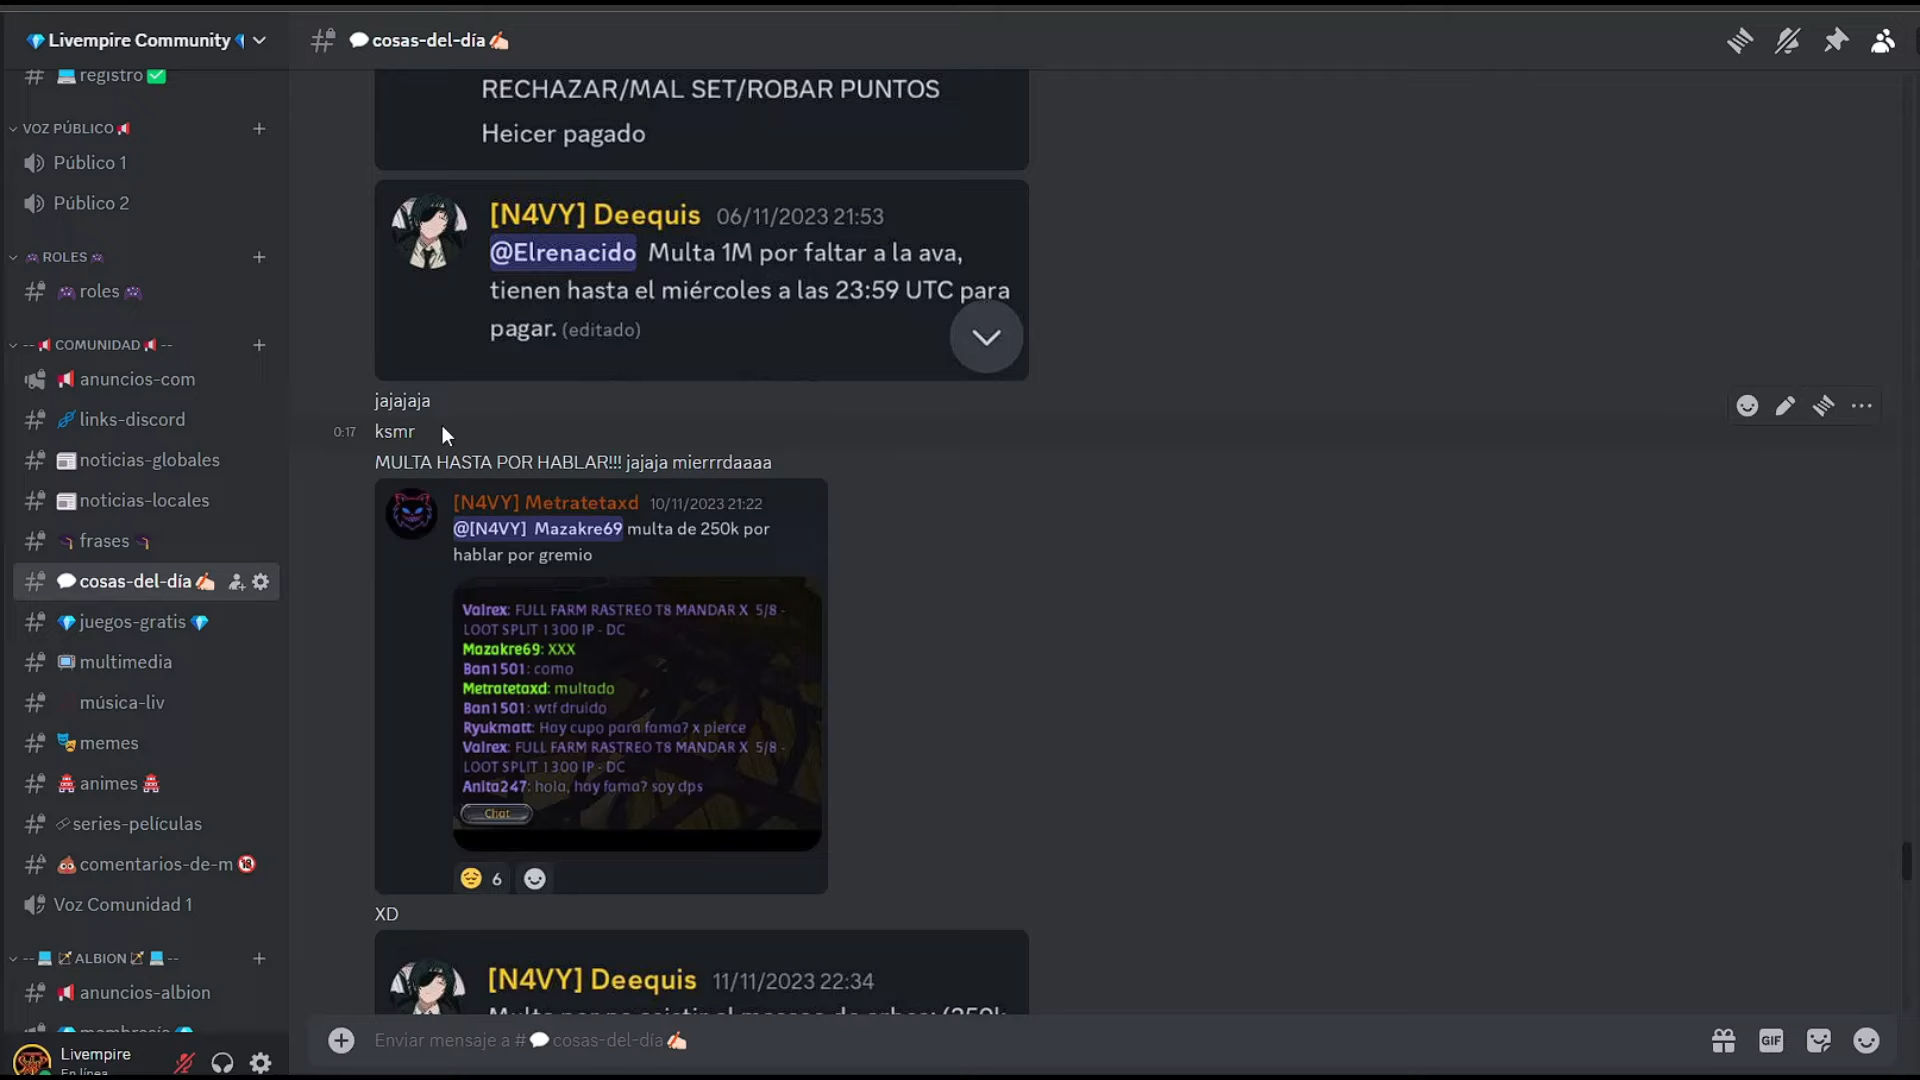 Livempire Community
cosas-del-día
registro
VOZ PÚBLICO
Público 1
Público 2
ROLES
roles
-- COMUNIDAD --
anuncios-com
links-discord
noticias-globales
noticias-locales
frases
cosas-del-día
juegos-gratis
multimedia
música-liv
memes
animes
series-películas
comentarios-de-m
Voz Comunidad 1
-- ALBION --
anuncios-albion
Livempire
En línea
RECHAZAR/MAL SET/ROBAR PUNTOS
Heicer pagado
[N4VY] Deequis 06/11/2023 21:53
@Elrenacido Multa 1M por faltar a la ava,
tienen hasta el miércoles a las 23:59 UTC para
pagar. (editado)
jajajaja
0:17 ksmr
MULTA HASTA POR HABLAR!!! jajaja mierrrdaaaa
[N4VY] Metratetaxd 10/11/2023 21:22
@[N4VY] Mazakre69 multa de 250k por
hablar por gremio
Valrex: FULL FARM RASTREO T8 MANDAR X 5/8 -
LOOT SPLIT 1300 IP - DC
Mazakre69: XXX
Ban1501: como
Metratetaxd: multado
Ban1501: wtf druido
Ryukmatt: Hay cupo para fama? x pierce
Valrex: FULL FARM RASTREO T8 MANDAR X 5/8 -
LOOT SPLIT 1300 IP - DC
Anita247: hola, hay fama? soy dps
Chat
6
XD
[N4VY] Deequis 11/11/2023 22:34
Enviar mensaje a # cosas-del-día
GIF